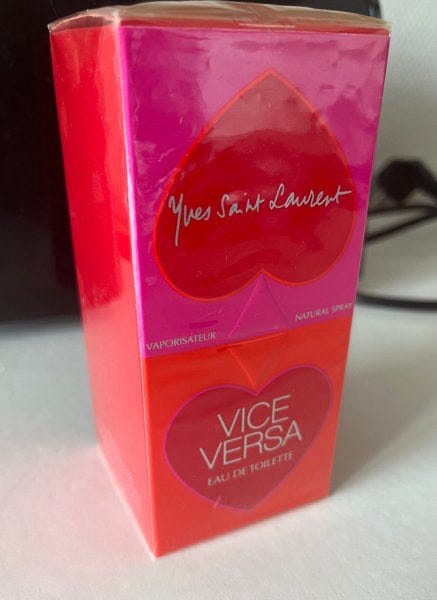 Yves Saint Laurent
VAPORISATEUR NATURAL SPRAY
VICE
VERSA
EAU DE TOILETTE